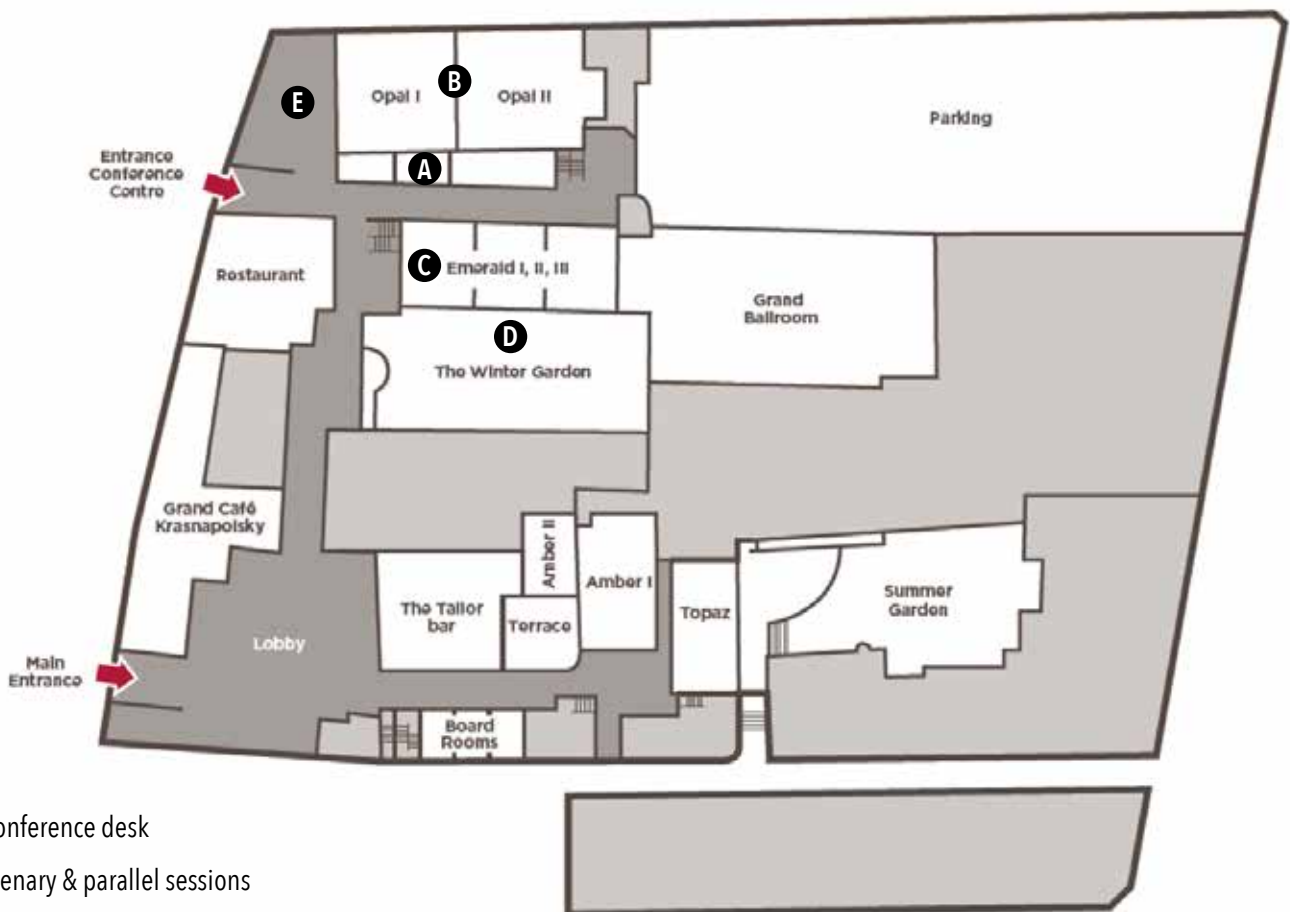 E
Opal I
B
Opal II
Parking
Entrance
Conference
Centre
A
Restaurant
C
Emerald I, II, III
Grand
Ballroom
D
The Winter Garden
Grand Café
Krasnapolsky
Amber II
Amber I
The Tailor
bar
Terrace
Topaz
Summer
Garden
Lobby
Main
Entrance
Board
Rooms
onference desk
enary & parallel sessions